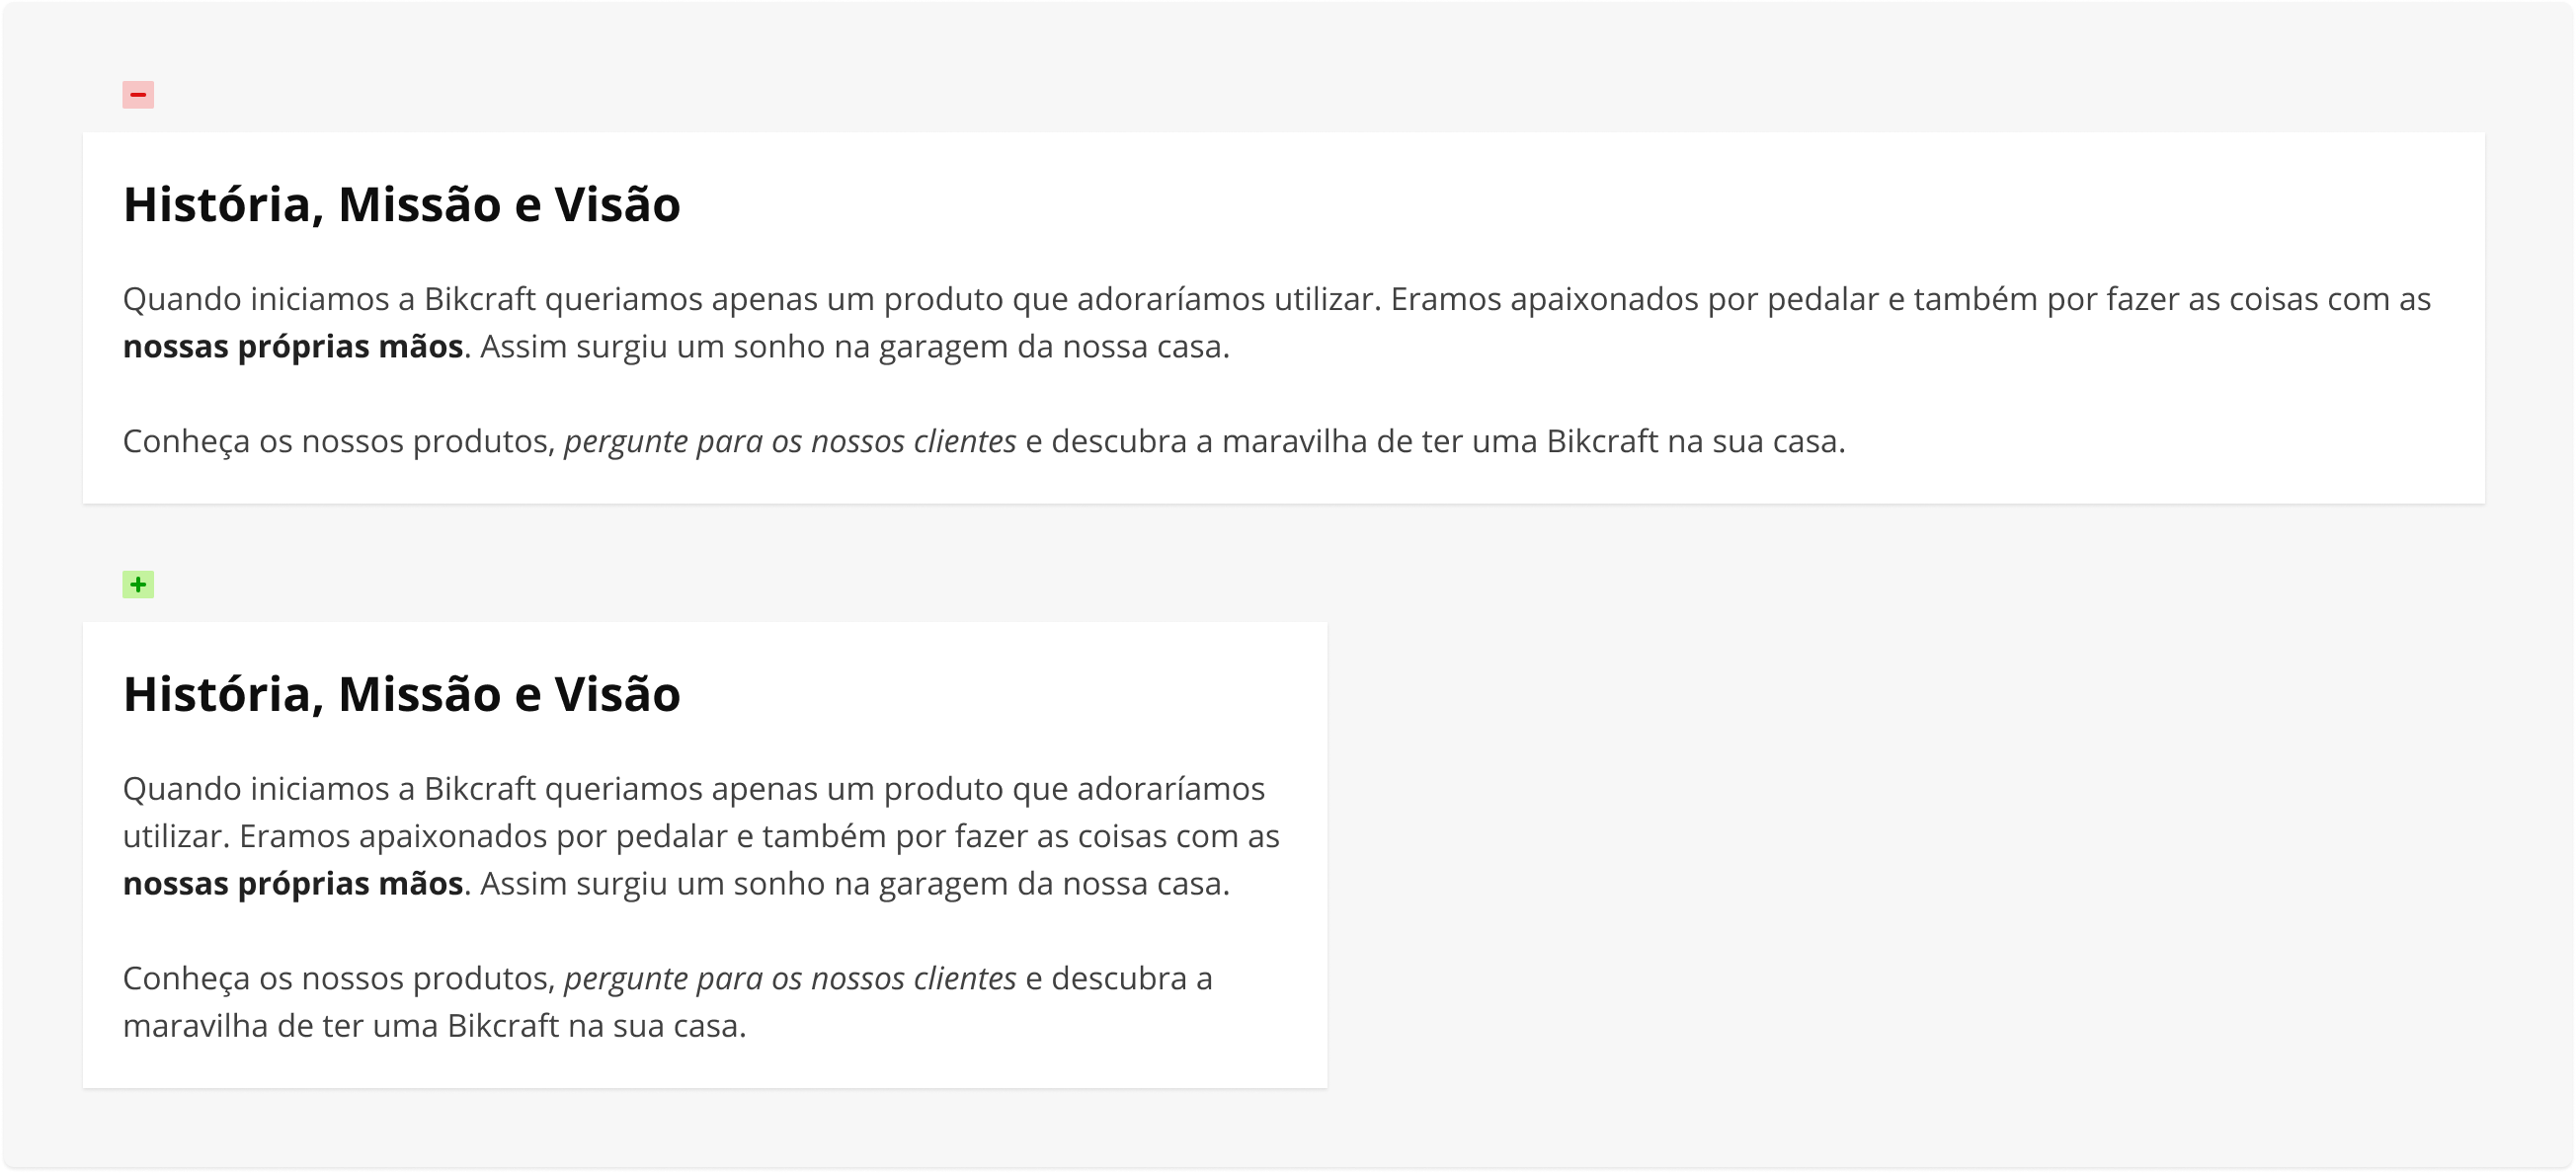 História, Missão e Visão
Quando iniciamos a Bikcraft queriamos apenas um produto que adoraríamos utilizar. Eramos apaixonados por pedalar e também por fazer as coisas com as
nossas próprias mãos. Assim surgiu um sonho na garagem da nossa casa.
Conheça os nossos produtos, pergunte para os nossos clientes e descubra a maravilha de ter uma Bikcraft na sua casa.
História, Missão e Visão
Quando iniciamos a Bikcraft queriamos apenas um produto que adoraríamos
utilizar. Eramos apaixonados por pedalar e também por fazer as coisas com as
nossas próprias mãos. Assim surgiu um sonho na garagem da nossa casa.
Conheça os nossos produtos, pergunte para os nossos clientes e descubra a
maravilha de ter uma Bikcraft na sua casa.